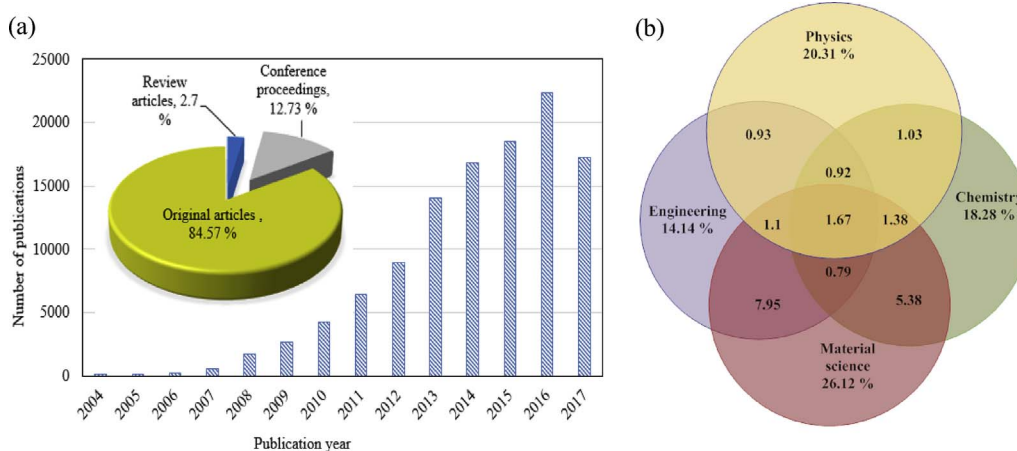 (a)
25000
20000
15000
10000
5000
0
Number of publications
Review
articles, 2.7
%
Conference
proceedings,
12.73 %
Original articles ,
84.57 %
2004
2005
2006
2007
2008
2009
2010
2011
2012
2013
2014
2015
2016
2017
Publication year
(b)
Physics
20.31 %
0.93
1.03
0.92
Engineering
14.14 %
Chemistry
18.28 %
1.1
1.67
1.38
0.79
7.95
5.38
Material
science
26.12 %